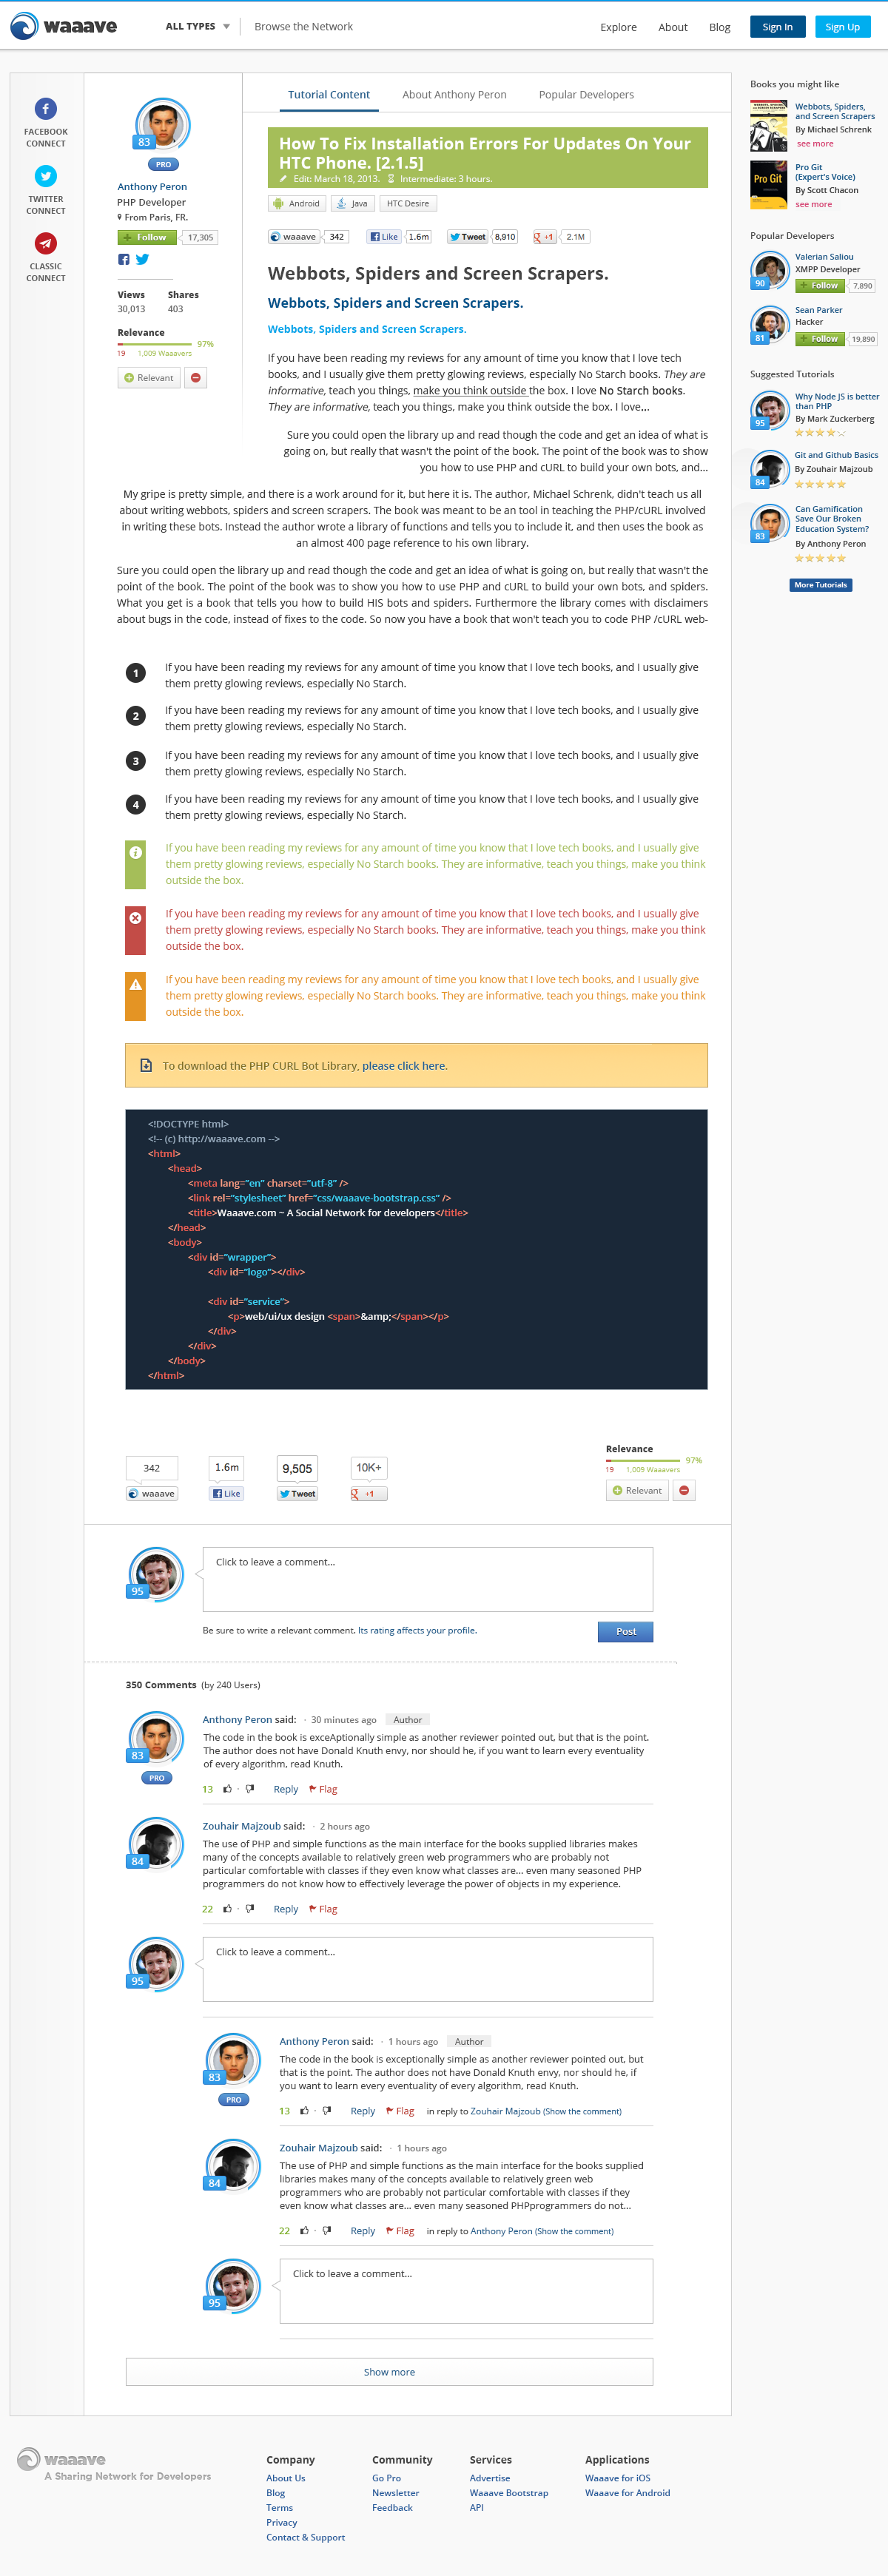 waaave
ALL TYPES
Browse the Network
Explore
About
Blog
Sign In
Sign Up
FACEBOOK
CONNECT
TWITTER
CONNECT
CLASSIC
CONNECT
83
PRO
Anthony Peron
PHP Developer
From Paris, FR.
Follow
17,305
Views
Shares
30,013
403
Relevance
97%
19
1,009 Waaavers
Relevant
Tutorial Content
About Anthony Peron
Popular Developers
How To Fix Installation Errors For Updates On Your
HTC Phone. [2.1.5]
Edit: March 18, 2013.
Intermediate: 3 hours.
Android
Java
HTC Desire
waaave
342
Like
1.6m
Tweet
8,910
+1
2.1M
Webbots, Spiders and Screen Scrapers.
Webbots, Spiders and Screen Scrapers.
Webbots, Spiders and Screen Scrapers.
If you have been reading my reviews for any amount of time you know that I love tech
books, and I usually give them pretty glowing reviews, especially No Starch books. They are
informative, teach you things, make you think outside the box. I love No Starch books.
They are informative, teach you things, make you think outside the box. I love...
Sure you could open the library up and read though the code and get an idea of what is
going on, but really that wasn't the point of the book. The point of the book was to show
you how to use PHP and cURL to build your own bots, and...
My gripe is pretty simple, and there is a work around for it, but here it is. The author, Michael Schrenk, didn't teach us all
about writing webbots, spiders and screen scrapers. The book was meant to be an tool in teaching the PHP/cURL involved
in writing these bots. Instead the author wrote a library of functions and tells you to include it, and then uses the book as
an almost 400 page reference to his own library.
Sure you could open the library up and read though the code and get an idea of what is going on, but really that wasn't the
point of the book. The point of the book was to show you how to use PHP and cURL to build your own bots, and spiders.
What you get is a book that tells you how to build HIS bots and spiders. Furthermore the library comes with disclaimers
about bugs in the code, instead of fixes to the code. So now you have a book that won't teach you to code PHP /cURL web-
1
If you have been reading my reviews for any amount of time you know that I love tech books, and I usually give
them pretty glowing reviews, especially No Starch.
2
If you have been reading my reviews for any amount of time you know that I love tech books, and I usually give
them pretty glowing reviews, especially No Starch.
3
If you have been reading my reviews for any amount of time you know that I love tech books, and I usually give
them pretty glowing reviews, especially No Starch.
4
If you have been reading my reviews for any amount of time you know that I love tech books, and I usually give
them pretty glowing reviews, especially No Starch.
If you have been reading my reviews for any amount of time you know that I love tech books, and I usually give
them pretty glowing reviews, especially No Starch books. They are informative, teach you things, make you think
outside the box.
If you have been reading my reviews for any amount of time you know that I love tech books, and I usually give
them pretty glowing reviews, especially No Starch books. They are informative, teach you things, make you think
outside the box.
If you have been reading my reviews for any amount of time you know that I love tech books, and I usually give
them pretty glowing reviews, especially No Starch books. They are informative, teach you things, make you think
outside the box.
To download the PHP CURL Bot Library, please click here.
<!DOCTYPE html>
<!-- (c) http://waaave.com -->
<html>
<head>
<meta lang="en" charset="utf-8" />
<link rel="stylesheet" href="css/waaave-bootstrap.css" />
<title>Waaave.com ~ A Social Network for developers</title>
</head>
<body>
<div id="wrapper">
<div id="logo"></div>
<div id="service">
<p>web/ui/ux design <span>&amp;</span></p>
</div>
</div>
</body>
</html>
342
waaave
1.6m
Like
9,505
Tweet
10K+
+1
Relevance
97%
19
1,009 Waaavers
Relevant
95
Click to leave a comment...
Be sure to write a relevant comment. Its rating affects your profile.
Post
350 Comments (by 240 Users)
83
PRO
Anthony Peron said: · 30 minutes ago Author
The code in the book is exceAptionally simple as another reviewer pointed out, but that is the point.
The author does not have Donald Knuth envy, nor should he, if you want to learn every eventuality
of every algorithm, read Knuth.
13 · Reply Flag
84
Zouhair Majzoub said: · 2 hours ago
The use of PHP and simple functions as the main interface for the books supplied libraries makes
many of the concepts available to relatively green web programmers who are probably not
particular comfortable with classes if they even know what classes are... even many seasoned PHP
programmers do not know how to effectively leverage the power of objects in my experience.
22 · Reply Flag
95
Click to leave a comment...
83
PRO
Anthony Peron said: · 1 hours ago Author
The code in the book is exceptionally simple as another reviewer pointed out, but
that is the point. The author does not have Donald Knuth envy, nor should he, if
you want to learn every eventuality of every algorithm, read Knuth.
13 · Reply Flag in reply to Zouhair Majzoub (Show the comment)
84
Zouhair Majzoub said: · 1 hours ago
The use of PHP and simple functions as the main interface for the books supplied
libraries makes many of the concepts available to relatively green web
programmers who are probably not particular comfortable with classes if they
even know what classes are... even many seasoned PHPprogrammers do not...
22 · Reply Flag in reply to Anthony Peron (Show the comment)
95
Click to leave a comment...
Show more
Books you might like
Webbots, Spiders,
and Screen Scrapers
By Michael Schrenk
see more
Pro Git
Pro Git
(Expert's Voice)
By Scott Chacon
see more
Popular Developers
90
Valerian Saliou
XMPP Developer
Follow
7,890
81
Sean Parker
Hacker
Follow
19,890
Suggested Tutorials
95
Why Node JS is better
than PHP
By Mark Zuckerberg
84
Git and Github Basics
By Zouhair Majzoub
83
Can Gamification
Save Our Broken
Education System?
By Anthony Peron
More Tutorials
waaave
A Sharing Network for Developers
Company
About Us
Blog
Terms
Privacy
Contact & Support
Community
Go Pro
Newsletter
Feedback
Services
Advertise
Waaave Bootstrap
API
Applications
Waaave for iOS
Waaave for Android